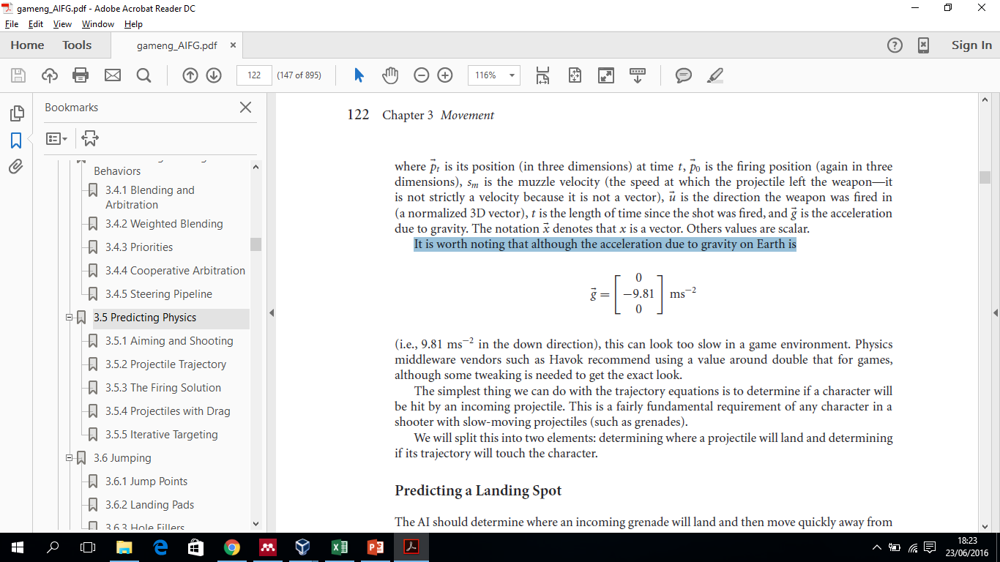 gameng_AIFG.pdf - Adobe Acrobat Reader DC
File Edit View Window Help
Home Tools gameng_AIFG.pdf × Sign In
122 (147 of 895) 116%
Bookmarks
Behaviors
3.4.1 Blending and
Arbitration
3.4.2 Weighted Blending
3.4.3 Priorities
3.4.4 Cooperative Arbitration
3.4.5 Steering Pipeline
3.5 Predicting Physics
3.5.1 Aiming and Shooting
3.5.2 Projectile Trajectory
3.5.3 The Firing Solution
3.5.4 Projectiles with Drag
3.5.5 Iterative Targeting
3.6 Jumping
3.6.1 Jump Points
3.6.2 Landing Pads
3.6.3 Hole Fillers
122 Chapter 3 Movement
where p⃗t is its position (in three dimensions) at time t, p⃗0 is the firing position (again in three
dimensions), sm is the muzzle velocity (the speed at which the projectile left the weapon—it
is not strictly a velocity because it is not a vector), u⃗ is the direction the weapon was fired in
(a normalized 3D vector), t is the length of time since the shot was fired, and g⃗ is the acceleration
due to gravity. The notation x⃗ denotes that x is a vector. Others values are scalar.
It is worth noting that although the acceleration due to gravity on Earth is
0
g⃗ = [ −9.81 ] ms⁻²
0
(i.e., 9.81 ms⁻² in the down direction), this can look too slow in a game environment. Physics
middleware vendors such as Havok recommend using a value around double that for games,
although some tweaking is needed to get the exact look.
The simplest thing we can do with the trajectory equations is to determine if a character will
be hit by an incoming projectile. This is a fairly fundamental requirement of any character in a
shooter with slow-moving projectiles (such as grenades).
We will split this into two elements: determining where a projectile will land and determining
if its trajectory will touch the character.
Predicting a Landing Spot
The AI should determine where an incoming grenade will land and then move quickly away from
18:23
23/06/2016